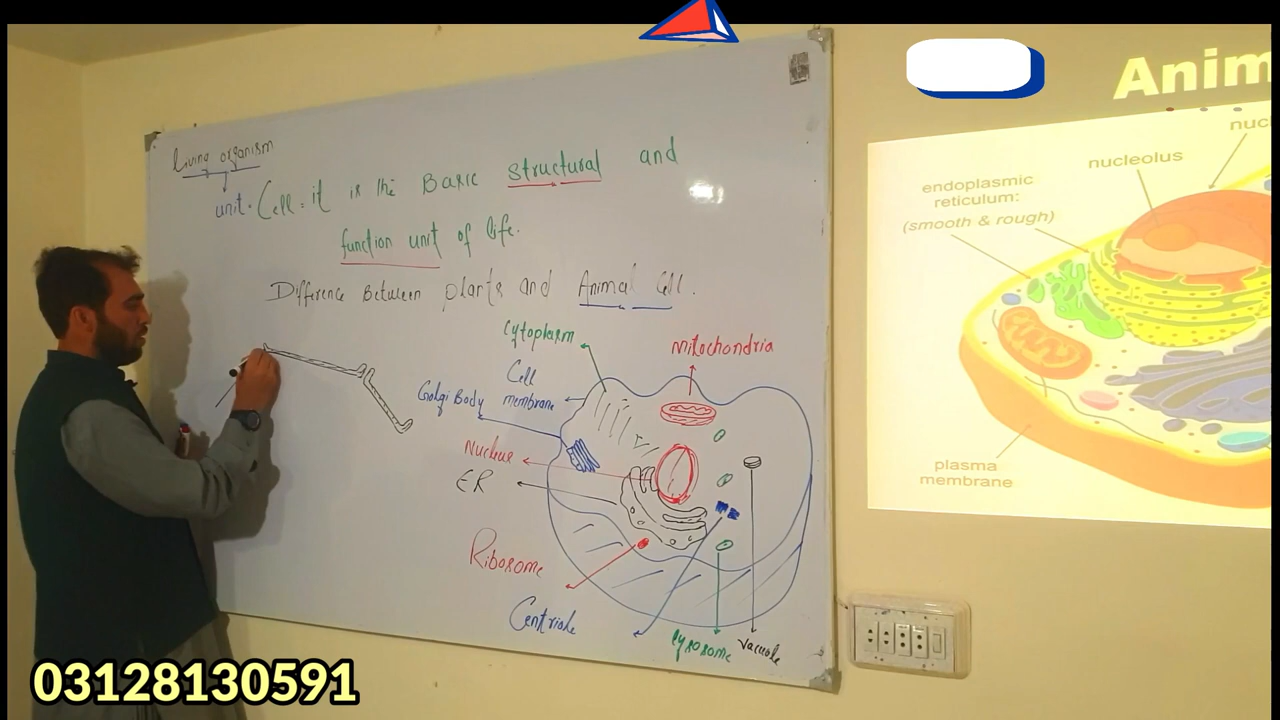 Living organism
unit. Cell: it is the Basic structural and
function unit of life.
Difference Between plants and Animal Cell.
Cytoplasm
Mitochondria
Cell
membrane
Golgi Body
Nucleus
ER
Ribosome
Centriole
Lysosome
Vacuole
Anim
nucl
nucleolus
endoplasmic
reticulum:
(smooth & rough)
plasma
membrane
03128130591